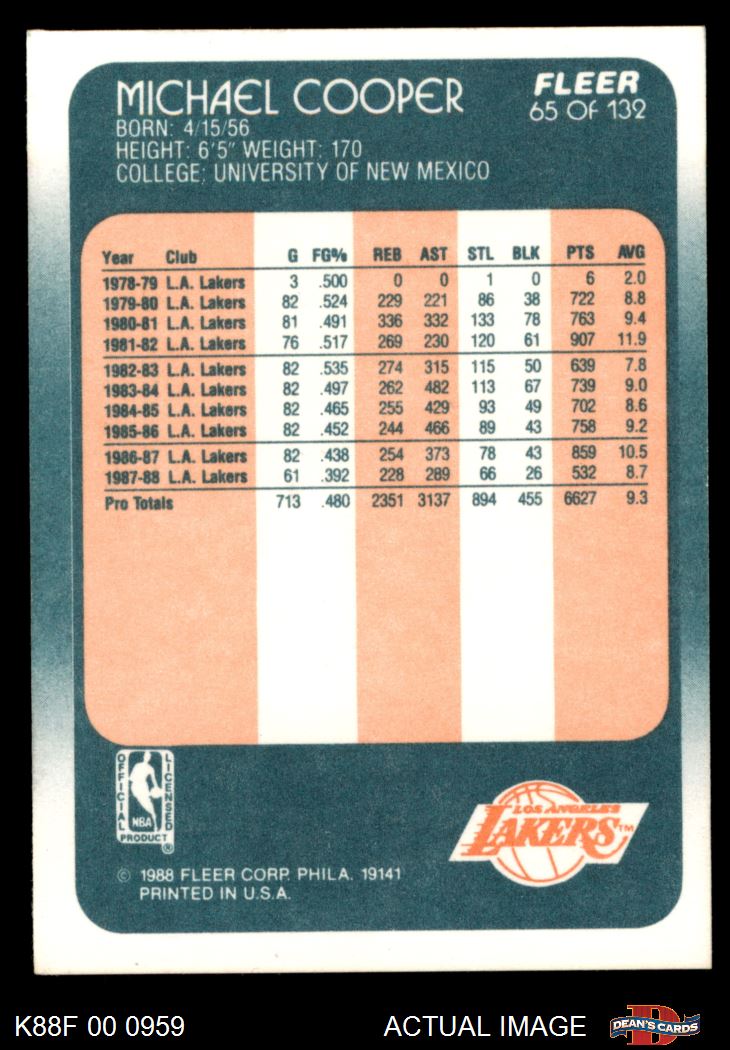 MICHAEL COOPER
FLEER
65 OF 132
BORN: 4/15/56
HEIGHT: 6'5" WEIGHT: 170
COLLEGE: UNIVERSITY OF NEW MEXICO
Year Club G FG% REB AST STL BLK PTS AVG
1978-79 L.A. Lakers 3 .500 0 0 1 0 6 2.0
1979-80 L.A. Lakers 82 .524 229 221 86 38 722 8.8
1980-81 L.A. Lakers 81 .491 336 332 133 78 763 9.4
1981-82 L.A. Lakers 76 .517 269 230 120 61 907 11.9
1982-83 L.A. Lakers 82 .535 274 315 115 50 639 7.8
1983-84 L.A. Lakers 82 .497 262 482 113 67 739 9.0
1984-85 L.A. Lakers 82 .465 255 429 93 49 702 8.6
1985-86 L.A. Lakers 82 .452 244 466 89 43 758 9.2
1986-87 L.A. Lakers 82 .438 254 373 78 43 859 10.5
1987-88 L.A. Lakers 61 .392 228 289 66 26 532 8.7
Pro Totals 713 .480 2351 3137 894 455 6627 9.3
OFFICIAL
LICENSED
NBA
PRODUCT ®
LOS ANGELES
LAKERS™
© 1988 FLEER CORP. PHILA. 19141
PRINTED IN U.S.A.
K88F 00 0959
ACTUAL IMAGE
D
DEAN'S CARDS